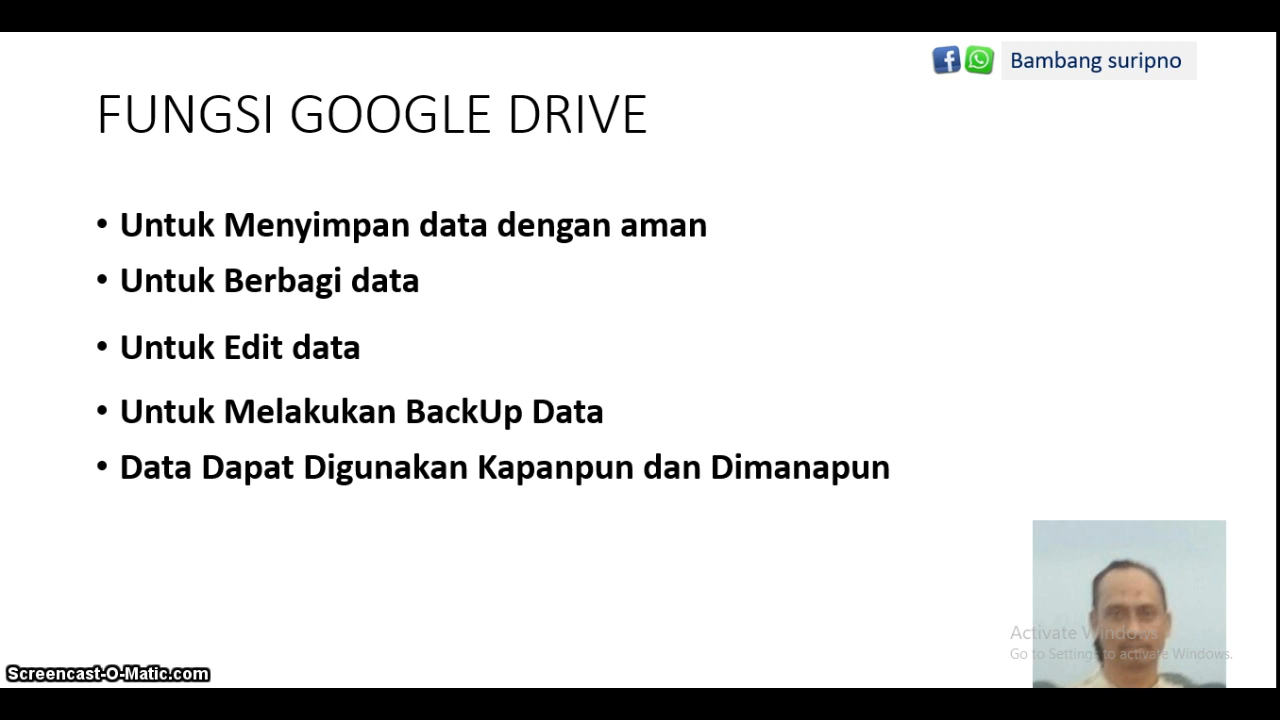 Bambang suripno
FUNGSI GOOGLE DRIVE
• Untuk Menyimpan data dengan aman
• Untuk Berbagi data
• Untuk Edit data
• Untuk Melakukan BackUp Data
• Data Dapat Digunakan Kapanpun dan Dimanapun
Activate Windows
Go to Settings to activate Windows.
Screencast-O-Matic.com